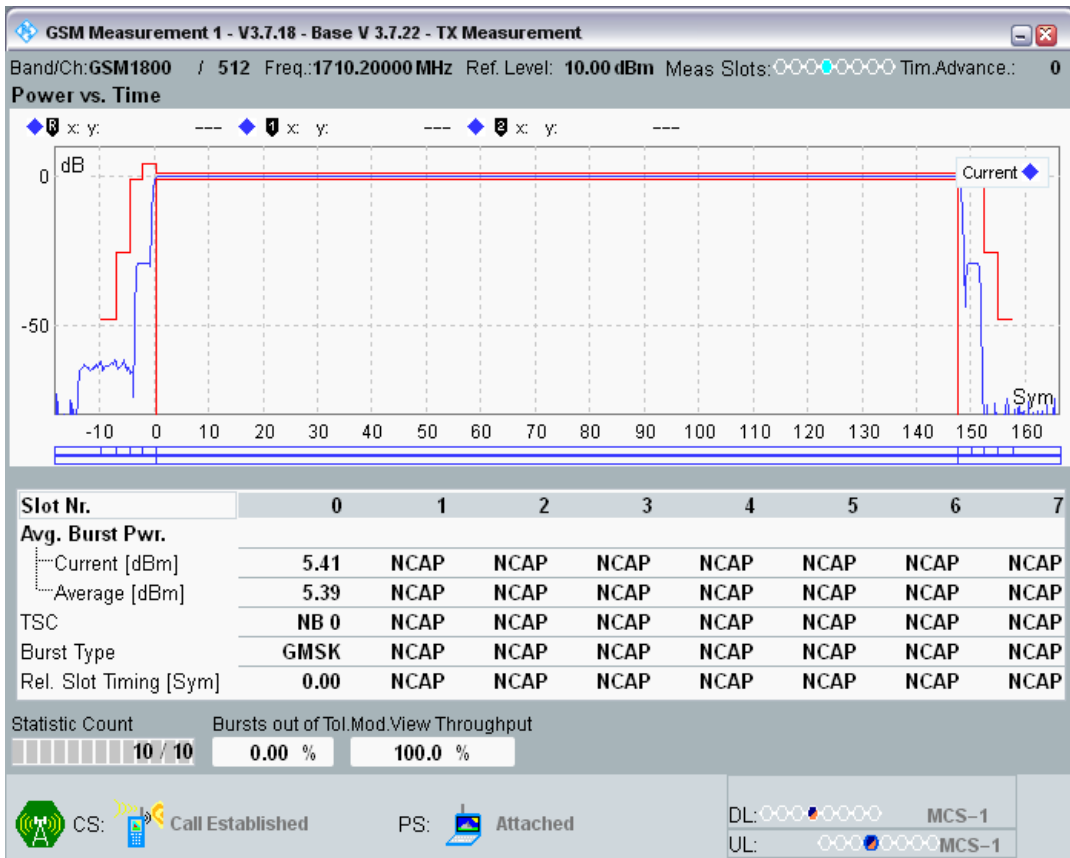 GSM Measurement 1 - V3.7.18 - Base V 3.7.22 - TX Measurement
Band/Ch:GSM1800 / 512 Freq.:1710.20000 MHz Ref. Level: 10.00 dBm Meas Slots: Tim.Advance.: 0
Power vs. Time
R x: y: --- 1 x: y: --- 2 x: y: ---
dB
Current
0
-50
Sym
-10 0 10 20 30 40 50 60 70 80 90 100 110 120 130 140 150 160
Slot Nr. 0 1 2 3 4 5 6 7
Avg. Burst Pwr.
Current [dBm] 5.41 NCAP NCAP NCAP NCAP NCAP NCAP NCAP
Average [dBm] 5.39 NCAP NCAP NCAP NCAP NCAP NCAP NCAP
TSC NB 0 NCAP NCAP NCAP NCAP NCAP NCAP NCAP
Burst Type GMSK NCAP NCAP NCAP NCAP NCAP NCAP NCAP
Rel. Slot Timing [Sym] 0.00 NCAP NCAP NCAP NCAP NCAP NCAP NCAP
Statistic Count Bursts out of Tol. Mod.View Throughput
10 / 10 0.00 % 100.0 %
CS: Call Established PS: Attached
DL: MCS-1
UL: MCS-1